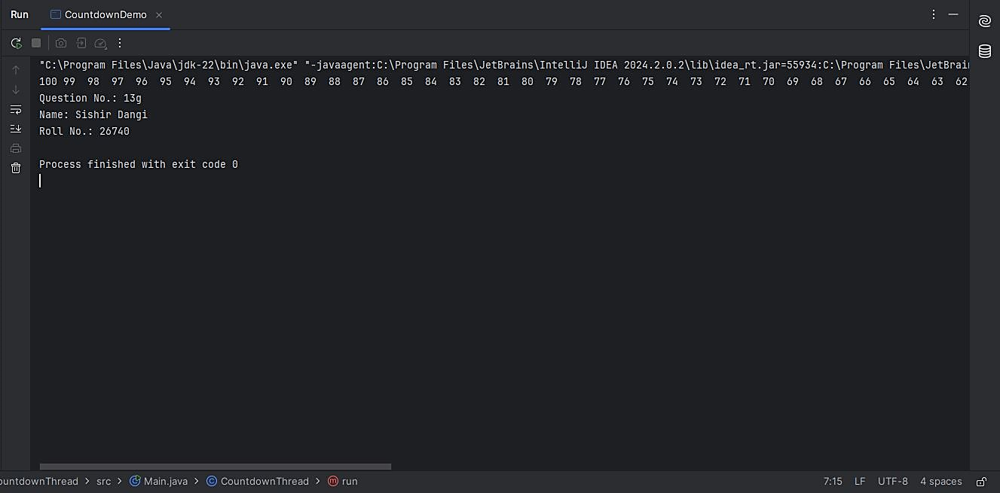 Run CountdownDemo
"C:\Program Files\Java\jdk-22\bin\java.exe" "-javaagent:C:\Program Files\JetBrains\IntelliJ IDEA 2024.2.0.2\lib\idea_rt.jar=55934:C:\Program Files\JetBrai
100 99 98 97 96 95 94 93 92 91 90 89 88 87 86 85 84 83 82 81 80 79 78 77 76 75 74 73 72 71 70 69 68 67 66 65 64 63 62
Question No.: 13g
Name: Sishir Dangi
Roll No.: 26740
Process finished with exit code 0
ountdownThread > src > Main.java > CountdownThread > run 7:15 LF UTF-8 4 spaces